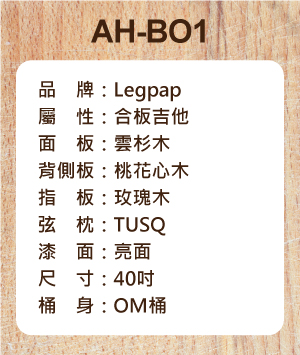 AH-BO1
品 牌：Legpap
屬 性：合板吉他
面 板：雲杉木
背側板：桃花心木
指 板：玫瑰木
弦 枕：TUSQ
漆 面：亮面
尺 寸：40吋
桶 身：OM桶